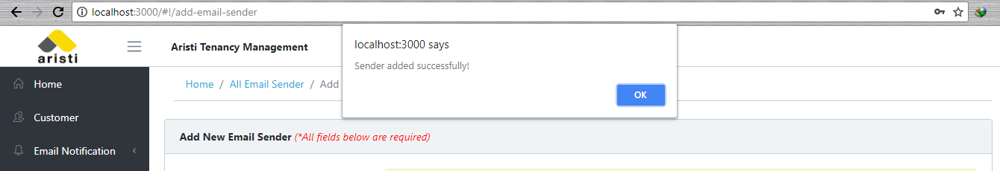 localhost:3000/#!/add-email-sender
aristi
Aristi Tenancy Management
localhost:3000 says
Sender added successfully!
OK
Home / All Email Sender / Add
Home
Customer
Email Notification
Add New Email Sender (*All fields below are required)